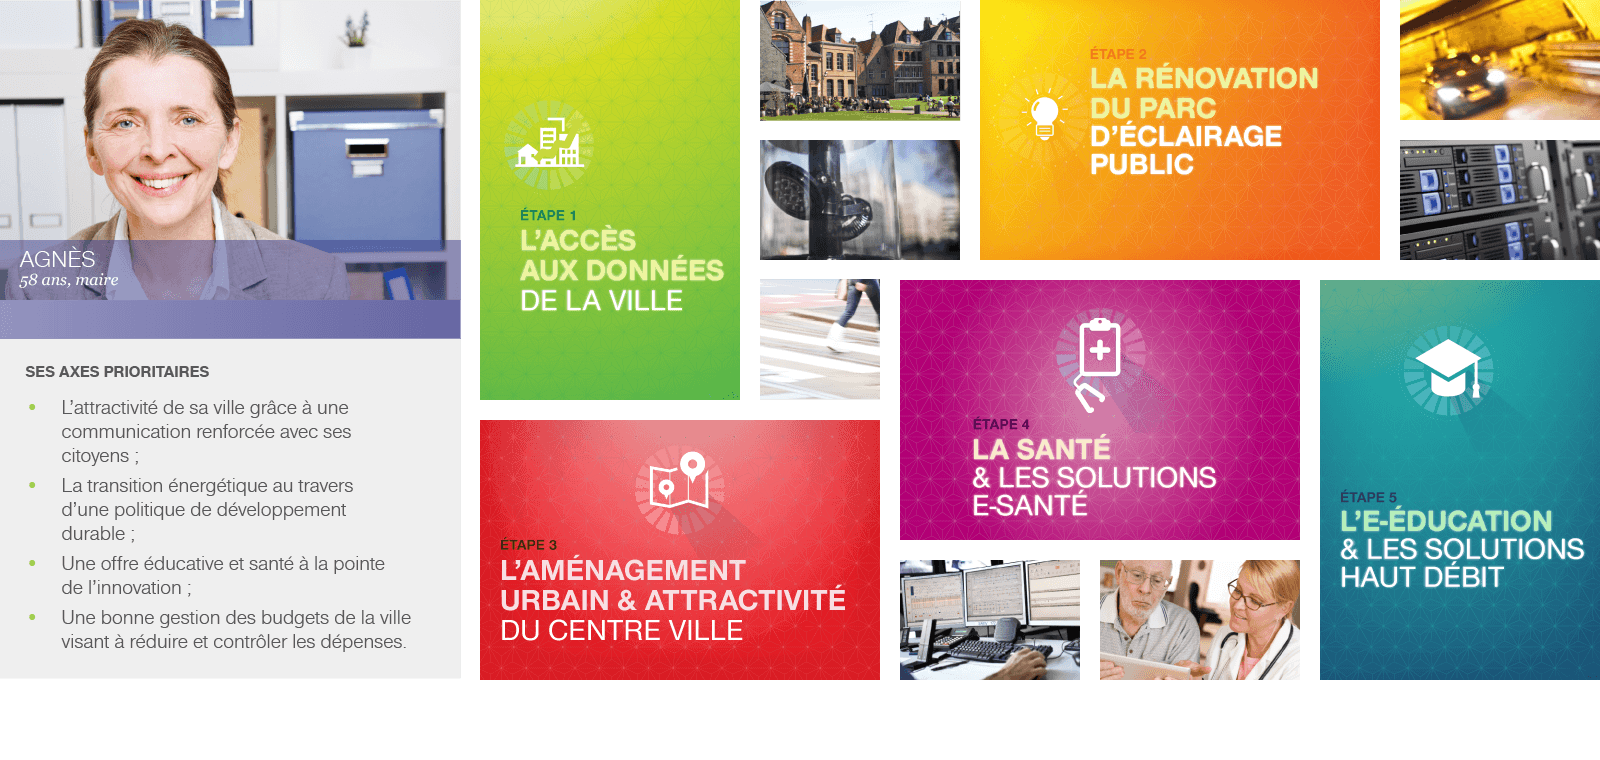 AGNÈS
58 ans, maire
SES AXES PRIORITAIRES
• L’attractivité de sa ville grâce à une
communication renforcée avec ses
citoyens ;
• La transition énergétique au travers
d’une politique de développement
durable ;
• Une offre éducative et santé à la pointe
de l’innovation ;
• Une bonne gestion des budgets de la ville
visant à réduire et contrôler les dépenses.
ÉTAPE 1
L’ACCÈS
AUX DONNÉES
DE LA VILLE
ÉTAPE 2
LA RÉNOVATION
DU PARC
D’ÉCLAIRAGE
PUBLIC
ÉTAPE 3
L’AMÉNAGEMENT
URBAIN & ATTRACTIVITÉ
DU CENTRE VILLE
ÉTAPE 4
LA SANTÉ
& LES SOLUTIONS
E-SANTÉ
ÉTAPE 5
L’E-ÉDUCATION
& LES SOLUTIONS
HAUT DÉBIT